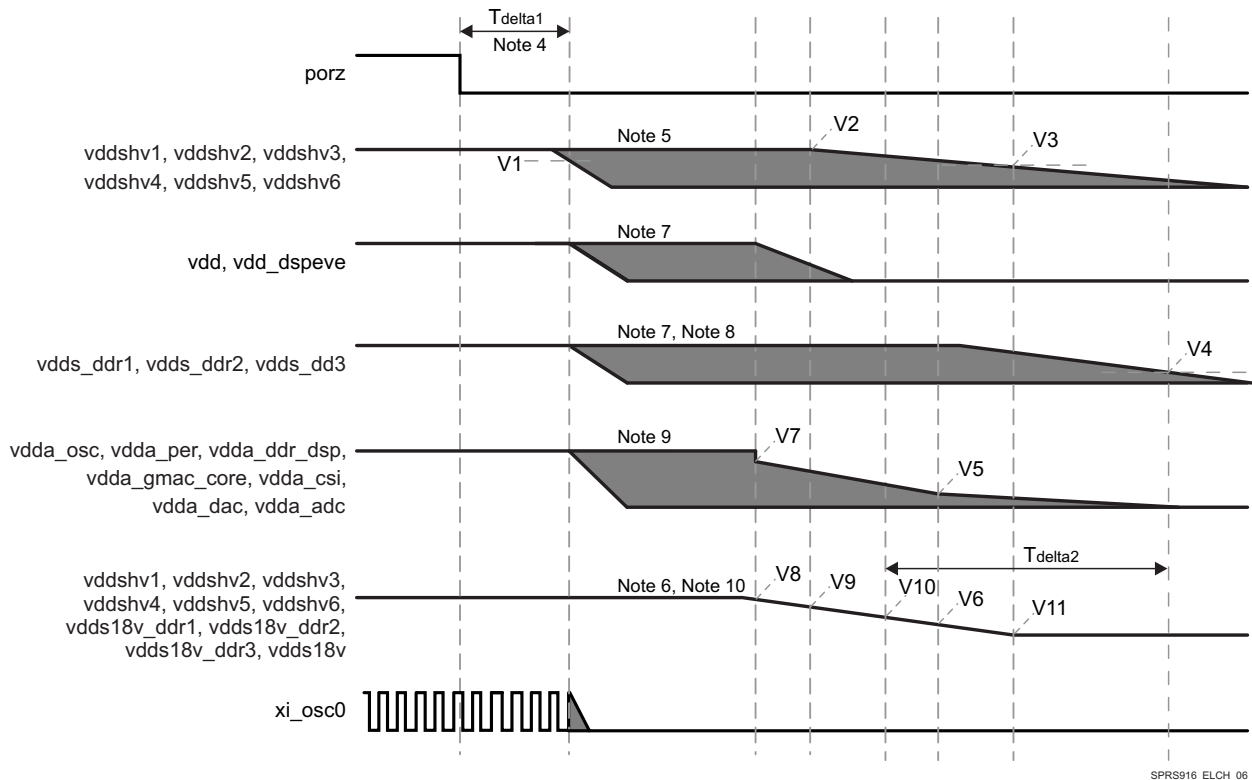 Tdelta1
Note 4
porz
vddshv1, vddshv2, vddshv3,
vddshv4, vddshv5, vddshv6
Note 5
V1
V2
V3
vdd, vdd_dspeve
Note 7
vdds_ddr1, vdds_ddr2, vdds_dd3
Note 7, Note 8
V4
vdda_osc, vdda_per, vdda_ddr_dsp,
vdda_gmac_core, vdda_csi,
vdda_dac, vdda_adc
Note 9
V7
V5
Tdelta2
vddshv1, vddshv2, vddshv3,
vddshv4, vddshv5, vddshv6,
vdds18v_ddr1, vdds18v_ddr2,
vdds18v_ddr3, vdds18v
Note 6, Note 10
V8
V9
V10
V6
V11
xi_osc0
SPRS916_ELCH_06